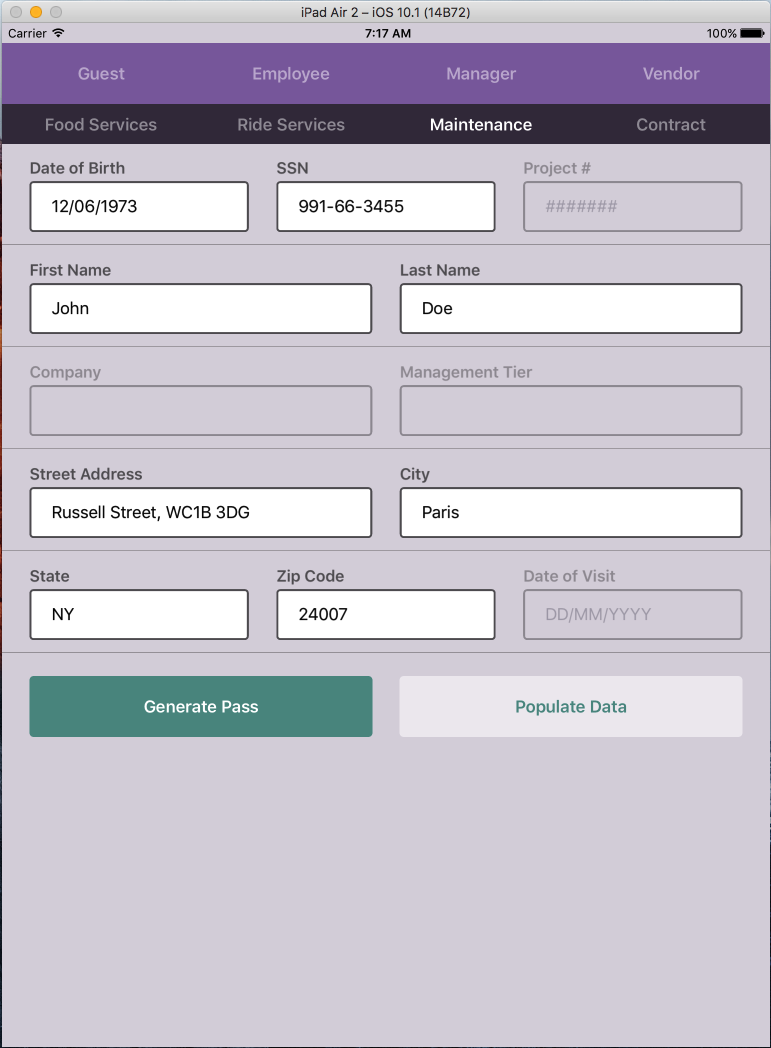 iPad Air 2 – iOS 10.1 (14B72)
Carrier 7:17 AM 100%
Guest Employee Manager Vendor
Food Services Ride Services Maintenance Contract
Date of Birth SSN Project #
12/06/1973 991-66-3455 #######
First Name Last Name
John Doe
Company Management Tier
Street Address City
Russell Street, WC1B 3DG Paris
State Zip Code Date of Visit
NY 24007 DD/MM/YYYY
Generate Pass Populate Data